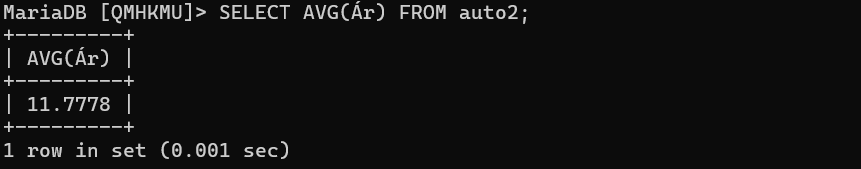 MariaDB [QMHKMU]> SELECT AVG(Ár) FROM auto2;
+---------+
| AVG(Ár) |
+---------+
| 11.7778 |
+---------+
1 row in set (0.001 sec)